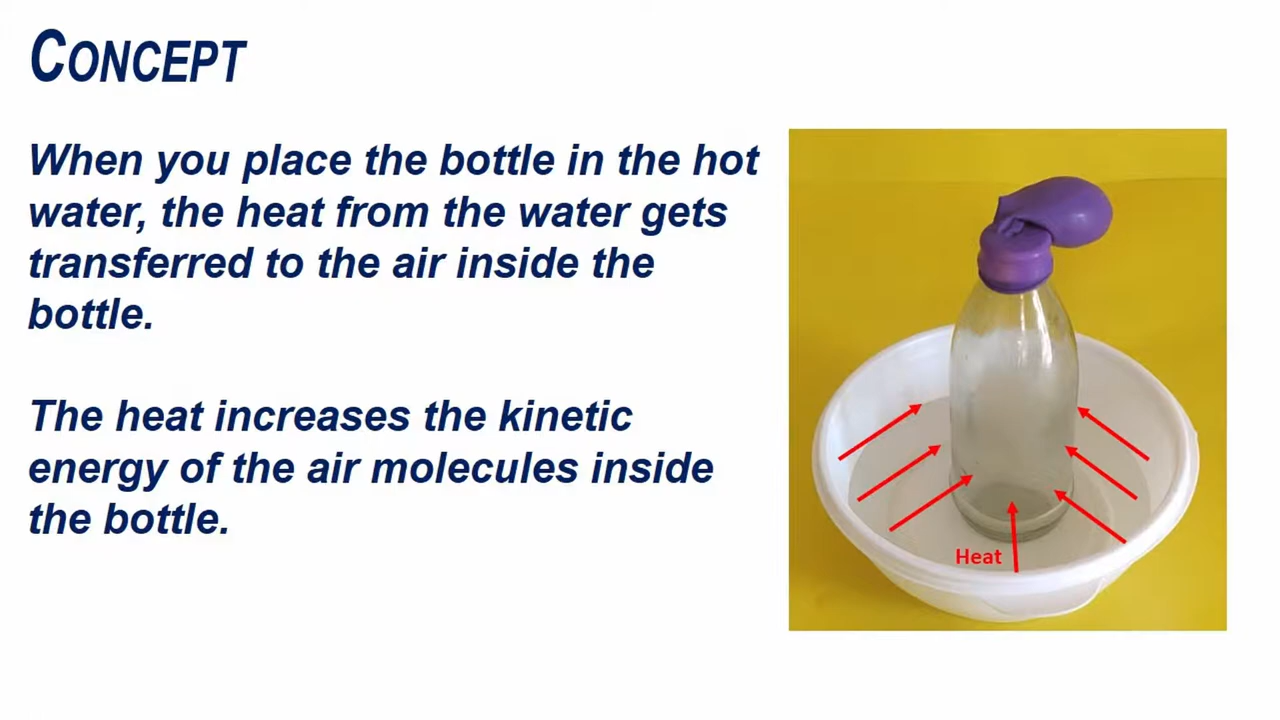 CONCEPT
When you place the bottle in the hot
water, the heat from the water gets
transferred to the air inside the
bottle.
The heat increases the kinetic
energy of the air molecules inside
the bottle.
Heat